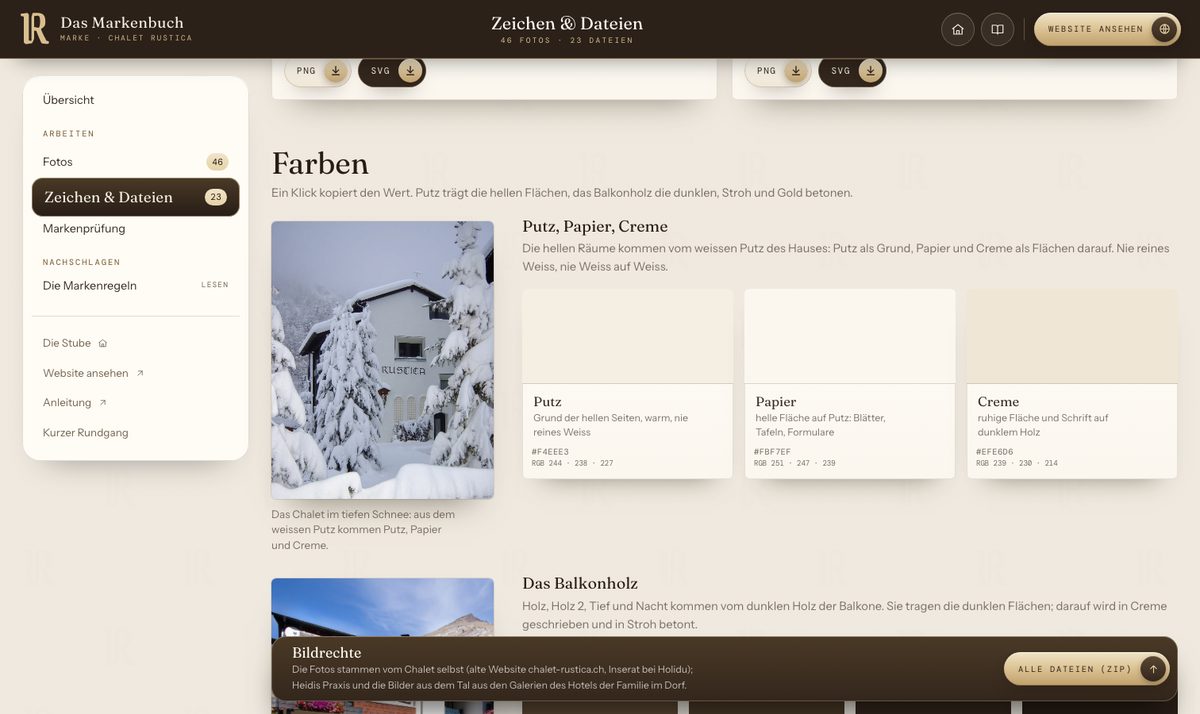 Das Markenbuch
MARKE · CHALET RUSTICA
Zeichen & Dateien
46 FOTOS · 23 DATEIEN
WEBSITE ANSEHEN
Übersicht
ARBEITEN
Fotos 46
Zeichen & Dateien 23
Markenprüfung
NACHSCHLAGEN
Die Markenregeln LESEN
Die Stube
Website ansehen
Anleitung
Kurzer Rundgang
PNG SVG PNG SVG
Farben
Ein Klick kopiert den Wert. Putz trägt die hellen Flächen, das Balkonholz die dunklen, Stroh und Gold betonen.
RUSTICA
Das Chalet im tiefen Schnee: aus dem
weissen Putz kommen Putz, Papier
und Creme.
Putz, Papier, Creme
Die hellen Räume kommen vom weissen Putz des Hauses: Putz als Grund, Papier und Creme als Flächen darauf. Nie reines
Weiss, nie Weiss auf Weiss.
Putz
Grund der hellen Seiten, warm, nie
reines Weiss
#F4EEE3
RGB 244 · 238 · 227
Papier
helle Fläche auf Putz: Blätter,
Tafeln, Formulare
#FBF7EF
RGB 251 · 247 · 239
Creme
ruhige Fläche und Schrift auf
dunklem Holz
#EFE6D6
RGB 239 · 230 · 214
Das Balkonholz
Holz, Holz 2, Tief und Nacht kommen vom dunklen Holz der Balkone. Sie tragen die dunklen Flächen; darauf wird in Creme
geschrieben und in Stroh betont.
Bildrechte
Die Fotos stammen vom Chalet selbst (alte Website chalet-rustica.ch, Inserat bei Holidu);
Heidis Praxis und die Bilder aus dem Tal aus den Galerien des Hotels der Familie im Dorf.
ALLE DATEIEN (ZIP)